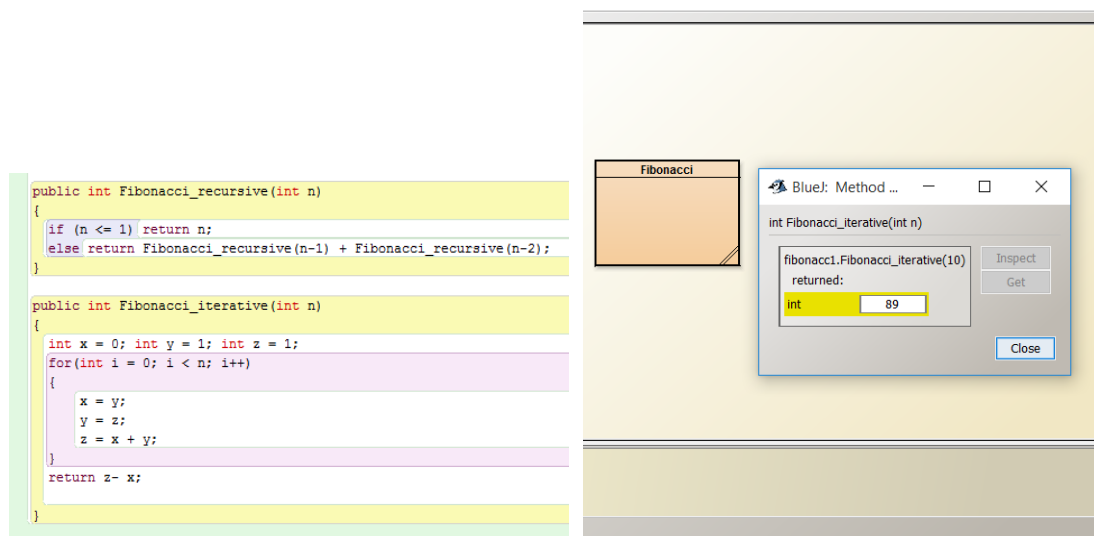 public int Fibonacci_recursive(int n)
{
if (n <= 1) return n;
else return Fibonacci_recursive(n-1) + Fibonacci_recursive(n-2);
}
public int Fibonacci_iterative(int n)
{
int x = 0; int y = 1; int z = 1;
for(int i = 0; i < n; i++)
{
x = y;
y = z;
z = x + y;
}
return z- x;
}
Fibonacci
BlueJ: Method ...
int Fibonacci_iterative(int n)
fibonacc1.Fibonacci_iterative(10)
returned:
int 89
Inspect
Get
Close